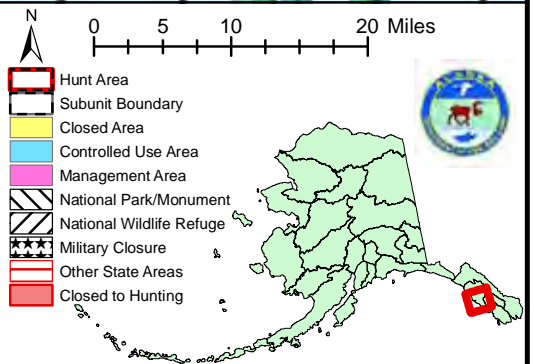 N
0 5 10 20 Miles
Hunt Area
Subunit Boundary
Closed Area
Controlled Use Area
Management Area
National Park/Monument
National Wildlife Refuge
Military Closure
Other State Areas
Closed to Hunting
ALASKA